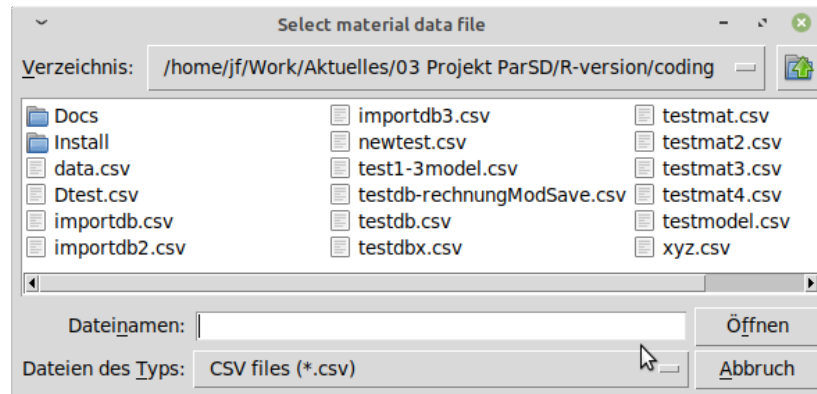 Select material data file
Verzeichnis: /home/jf/Work/Aktuelles/03 Projekt ParSD/R-version/coding
Docs
Install
data.csv
Dtest.csv
importdb.csv
importdb2.csv
importdb3.csv
newtest.csv
test1-3model.csv
testdb-rechnungModSave.csv
testdb.csv
testdbx.csv
testmat.csv
testmat2.csv
testmat3.csv
testmat4.csv
testmodel.csv
xyz.csv
Dateinamen:
Öffnen
Dateien des Typs: CSV files (*.csv)
Abbruch